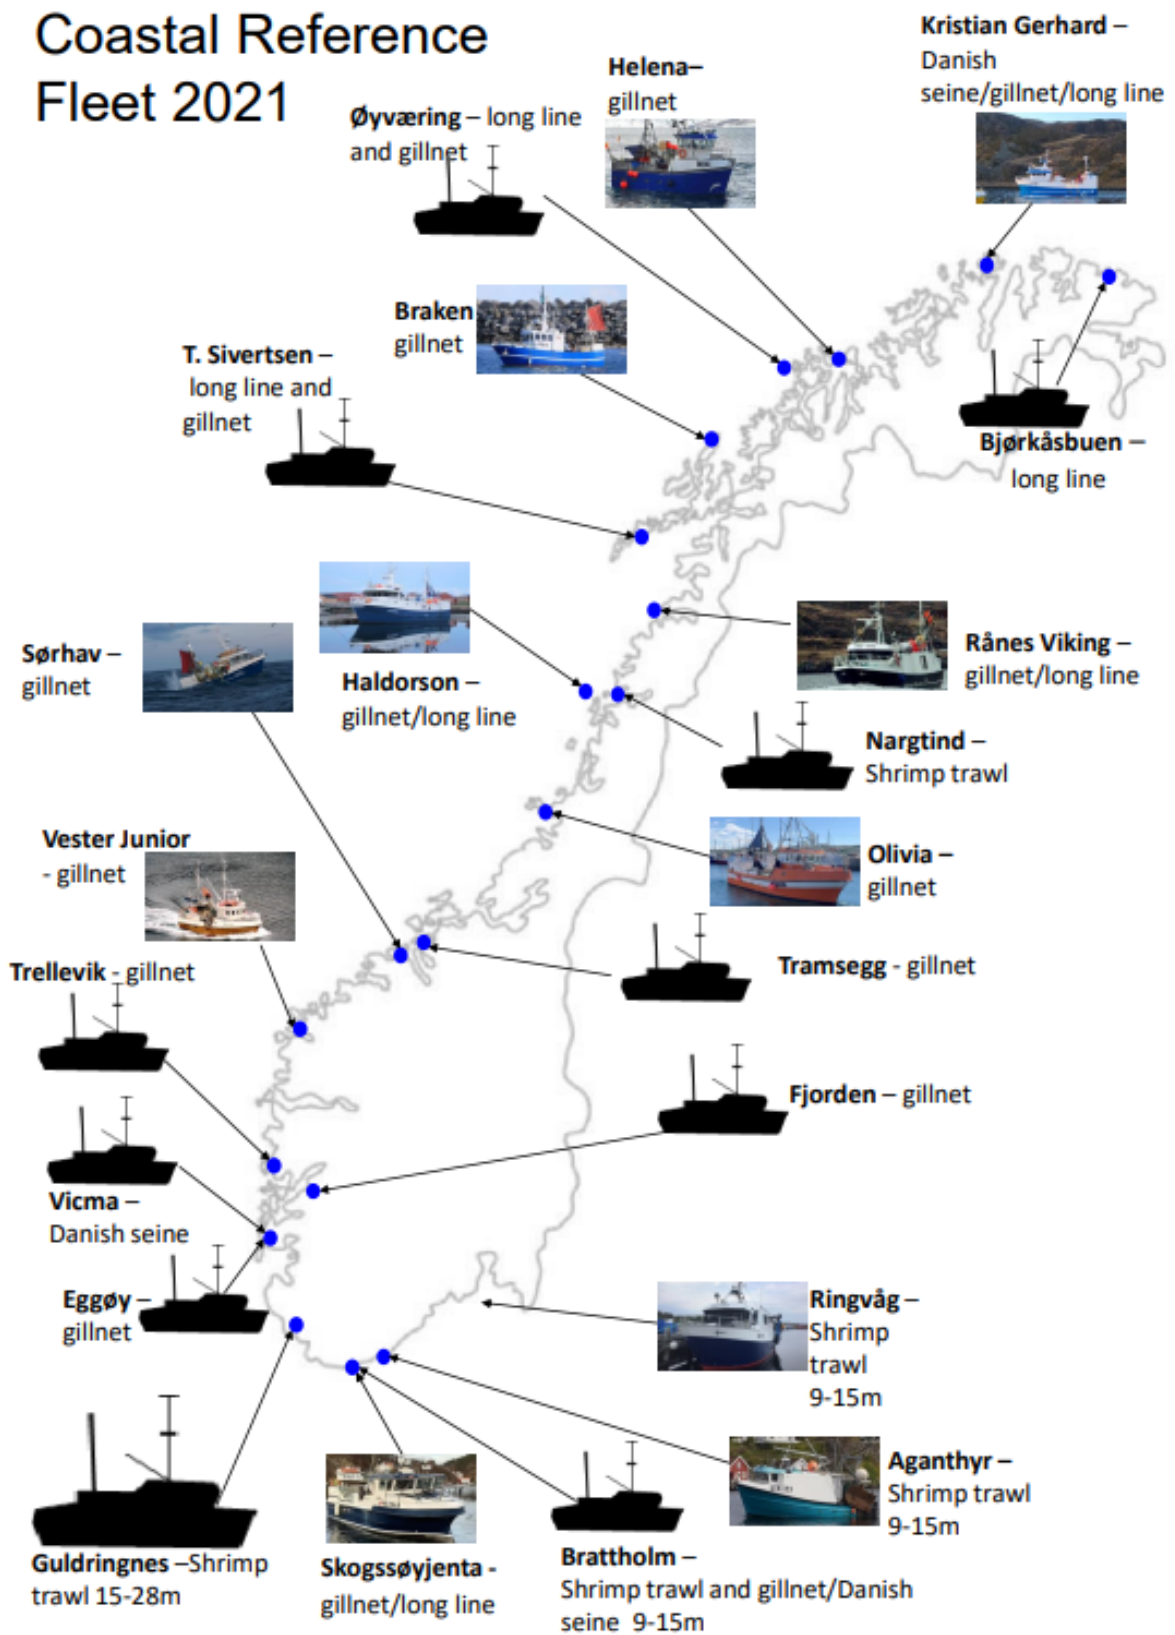 Coastal Reference
Fleet 2021
Kristian Gerhard –
Danish
seine/gillnet/long line
Helena–
gillnet
Øyværing – long line
and gillnet
Braken
gillnet
T. Sivertsen –
long line and
gillnet
Bjørkåsbuen –
long line
Sørhav –
gillnet
Haldorson –
gillnet/long line
Rånes Viking –
gillnet/long line
Nargtind –
Shrimp trawl
Vester Junior
- gillnet
Olivia –
gillnet
Trellevik - gillnet
Tramsegg - gillnet
Fjorden – gillnet
Vicma –
Danish seine
Eggøy –
gillnet
Ringvåg –
Shrimp
trawl
9-15m
Aganthyr –
Shrimp trawl
9-15m
Guldringnes –Shrimp
trawl 15-28m
Skogssøyjenta -
gillnet/long line
Brattholm –
Shrimp trawl and gillnet/Danish
seine 9-15m